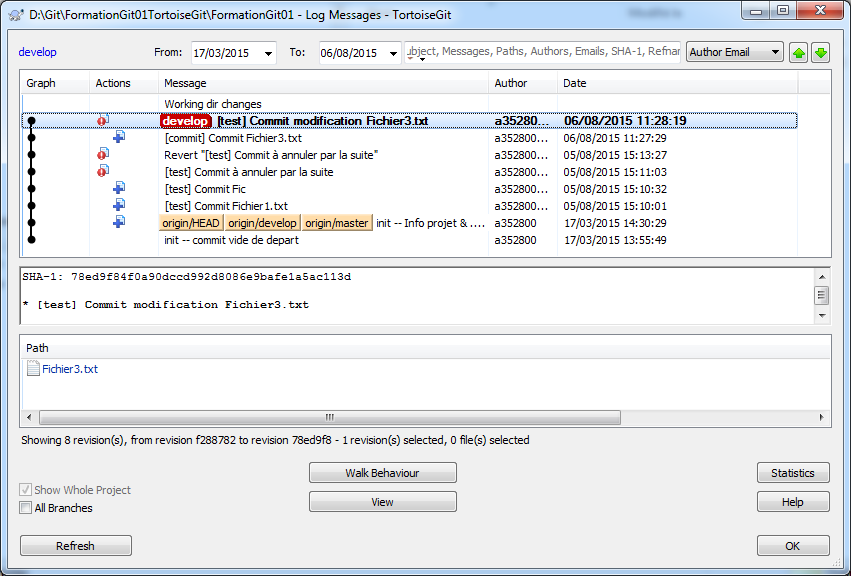 D:\Git\FormationGit01TortoiseGit\FormationGit01 - Log Messages - TortoiseGit
develop From: 17/03/2015 To: 06/08/2015 ubject, Messages, Paths, Authors, Emails, SHA-1, Refnar Author Email
Graph Actions Message Author Date
Working dir changes
develop [test] Commit modification Fichier3.txt a352800... 06/08/2015 11:28:19
[commit] Commit Fichier3.txt a352800... 06/08/2015 11:27:29
Revert "[test] Commit à annuler par la suite" a352800... 05/08/2015 15:13:27
[test] Commit à annuler par la suite a352800... 05/08/2015 15:11:03
[test] Commit Fic a352800... 05/08/2015 15:10:32
[test] Commit Fichier1.txt a352800... 05/08/2015 15:10:01
origin/HEAD origin/develop origin/master init -- Info projet & .... a352800 17/03/2015 14:30:29
init -- commit vide de depart a352800 17/03/2015 13:55:49
SHA-1: 78ed9f84f0a90dccd992d8086e9bafe1a5ac113d
* [test] Commit modification Fichier3.txt
Path
Fichier3.txt
Showing 8 revision(s), from revision f288782 to revision 78ed9f8 - 1 revision(s) selected, 0 file(s) selected
Walk Behaviour Statistics
Show Whole Project
View Help
All Branches
Refresh OK